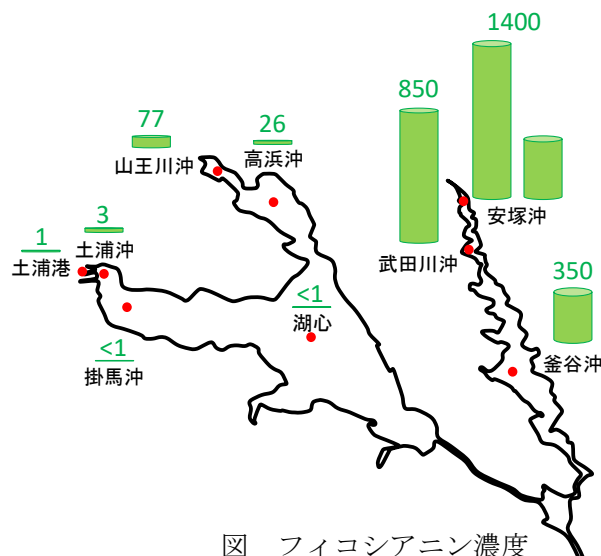 1400
850
77
26
山王川沖
高浜沖
3
1
土浦沖
土浦港
安塚沖
武田川沖
<1
湖心
350
<1
掛馬沖
釜谷沖
図 フィコシアニン濃度